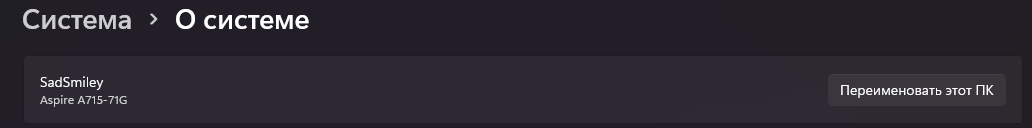 Система > О системе
SadSmiley
Aspire A715-71G
Переименовать этот ПК